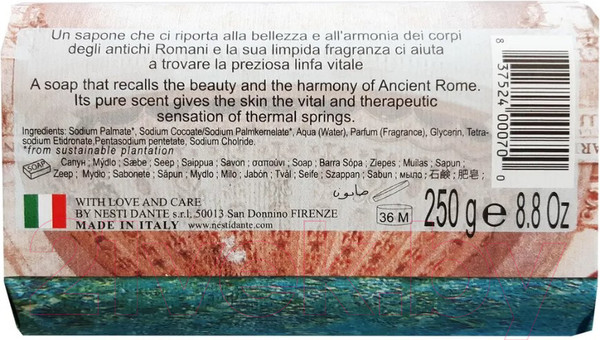 Un sapone che ci riporta alla bellezza e all'armonia dei corpi
degli antichi Romani e la sua limpida fragranza ci aiuta
a trovare la preziosa linfa vitale
A soap that recalls the beauty and the harmony of Ancient Rome.
Its pure scent gives the skin the vital and therapeutic
sensation of thermal springs.
Ingredients: Sodium Palmate*, Sodium Cocoate/Sodium Palmkernelate*, Aqua (Water), Parfum (Fragrance), Glycerin, Tetra-
sodium Etidronate,Pentasodium pentetate, Sodium Cholride.
*from sustainable plantation
SOAP
Сапун : Mýdlo : Sæbe : Seep : Saippua : Savon : σαπούνι : Soap : Barra Sópa : Ziepes : Muilas : Sapun :
Zeep : Mydło : Sabonete : Săpun : Milo : Jabón : Tvål : Seife : Szappan : Sabun : мыло : 石鹸 : 肥皂 :
صابون
WITH LOVE AND CARE
BY NESTI DANTE s.r.l. 50013 San Donnino FIRENZE
MADE IN ITALY www.nestidante.com
36 M
250 g e 8.8 Oz
8 37524 00070 0